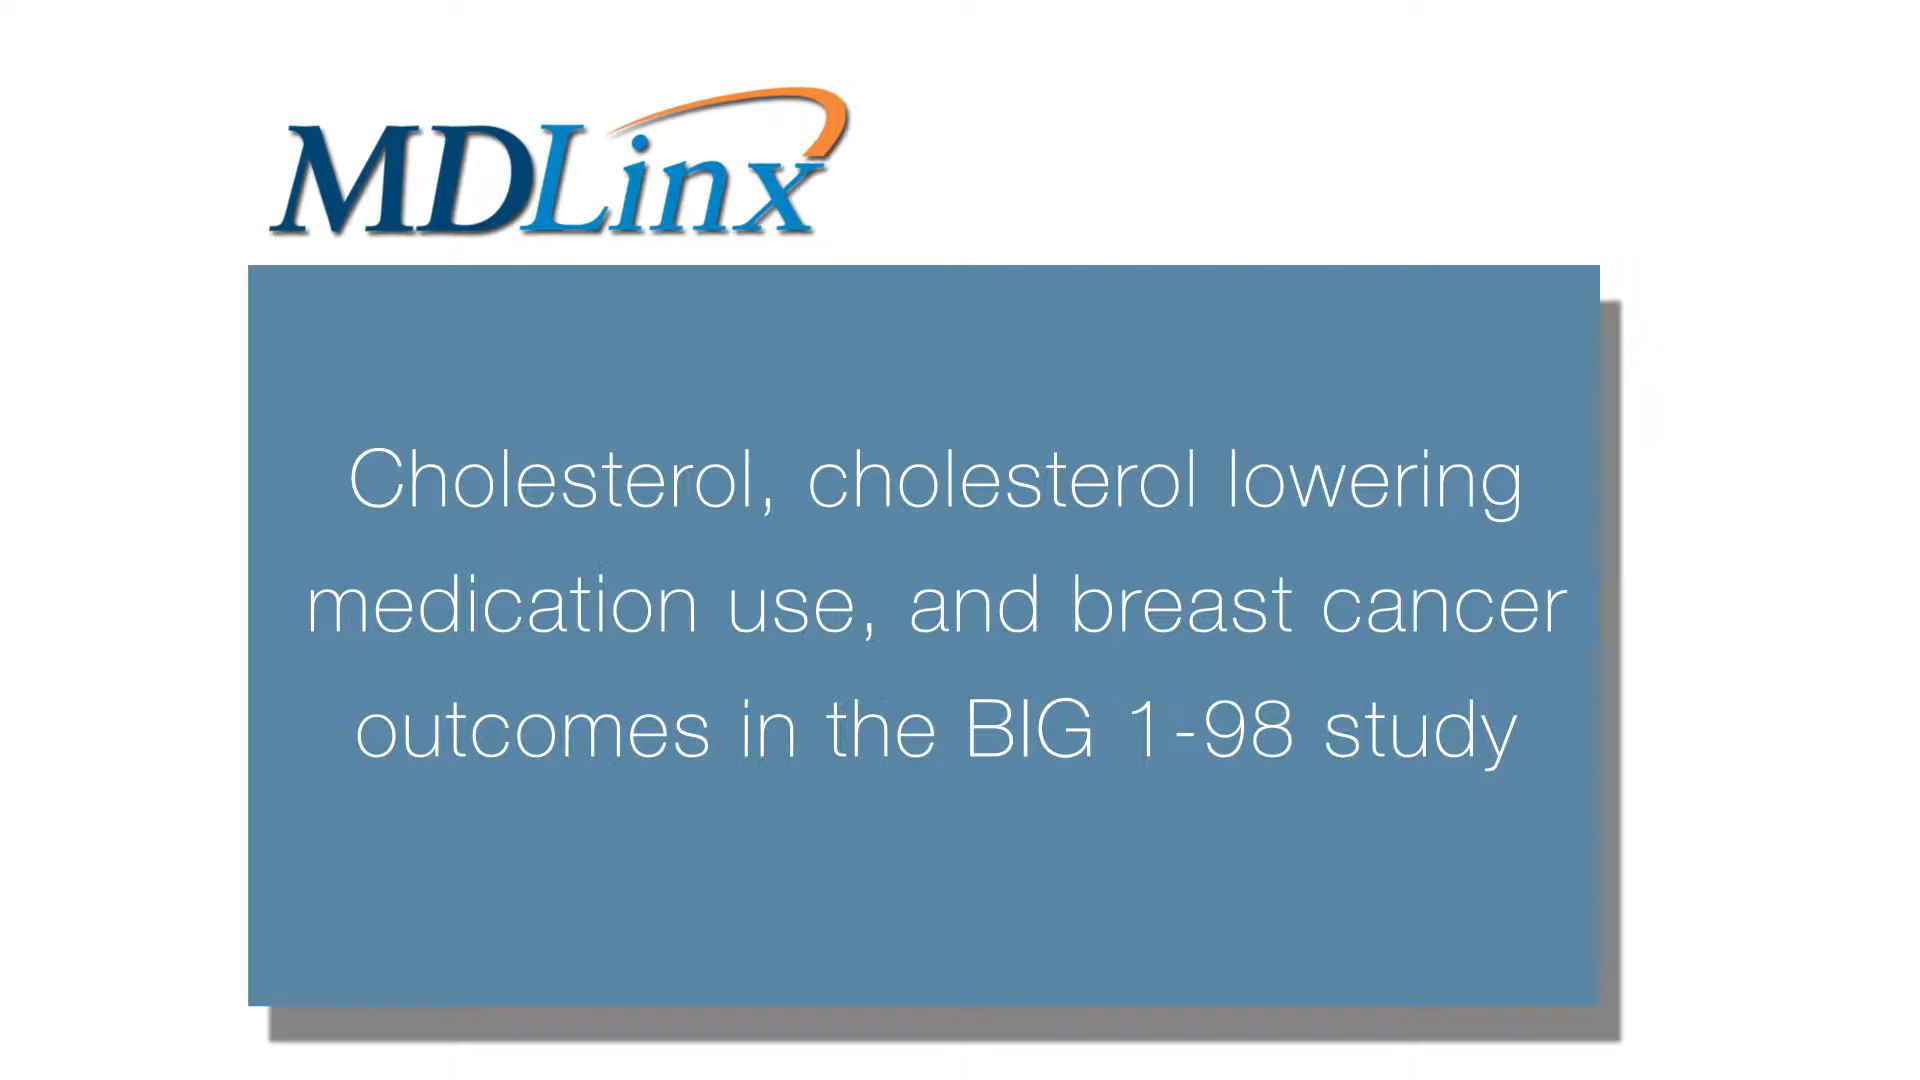 MDLinx
Cholesterol, cholesterol lowering
medication use, and breast cancer
outcomes in the BIG 1-98 study